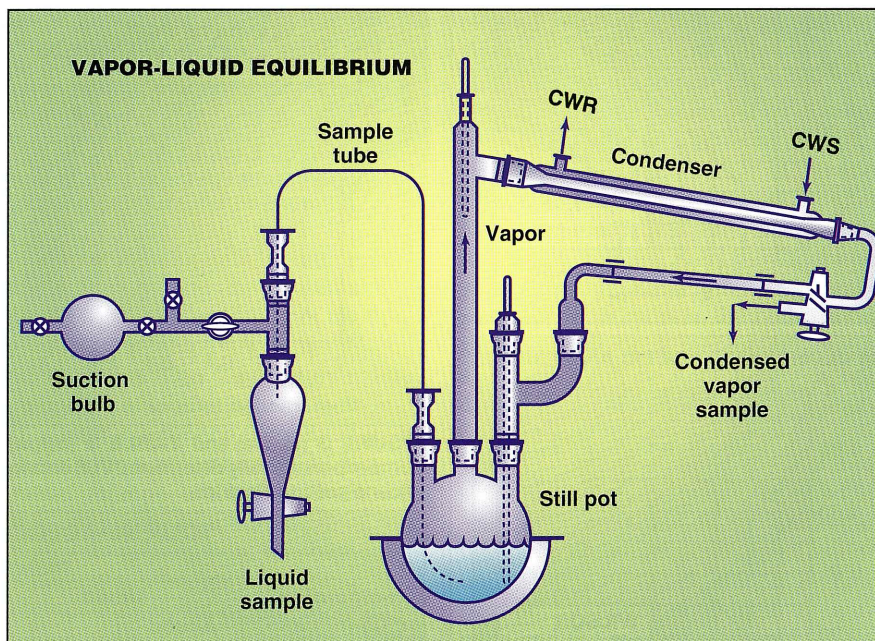 VAPOR-LIQUID EQUILIBRIUM
Sample
tube
CWR
Condenser
CWS
Vapor
Suction
bulb
Condensed
vapor
sample
Still pot
Liquid
sample